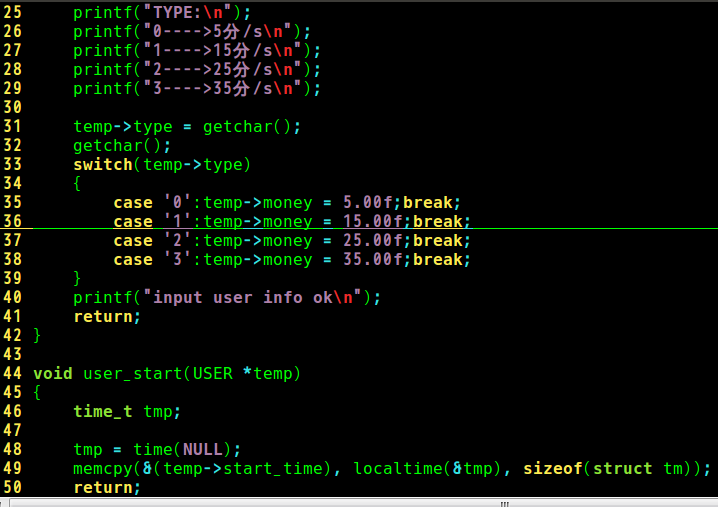 25     printf("TYPE:\n");
26     printf("0---->5分/s\n");
27     printf("1---->15分/s\n");
28     printf("2---->25分/s\n");
29     printf("3---->35分/s\n");
30
31     temp->type = getchar();
32     getchar();
33     switch(temp->type)
34     {
35         case '0':temp->money = 5.00f;break;
36         case '1':temp->money = 15.00f;break;
37         case '2':temp->money = 25.00f;break;
38         case '3':temp->money = 35.00f;break;
39     }
40     printf("input user info ok\n");
41     return;
42 }
43
44 void user_start(USER *temp)
45 {
46     time_t tmp;
47
48     tmp = time(NULL);
49     memcpy(&(temp->start_time), localtime(&tmp), sizeof(struct tm));
50     return;